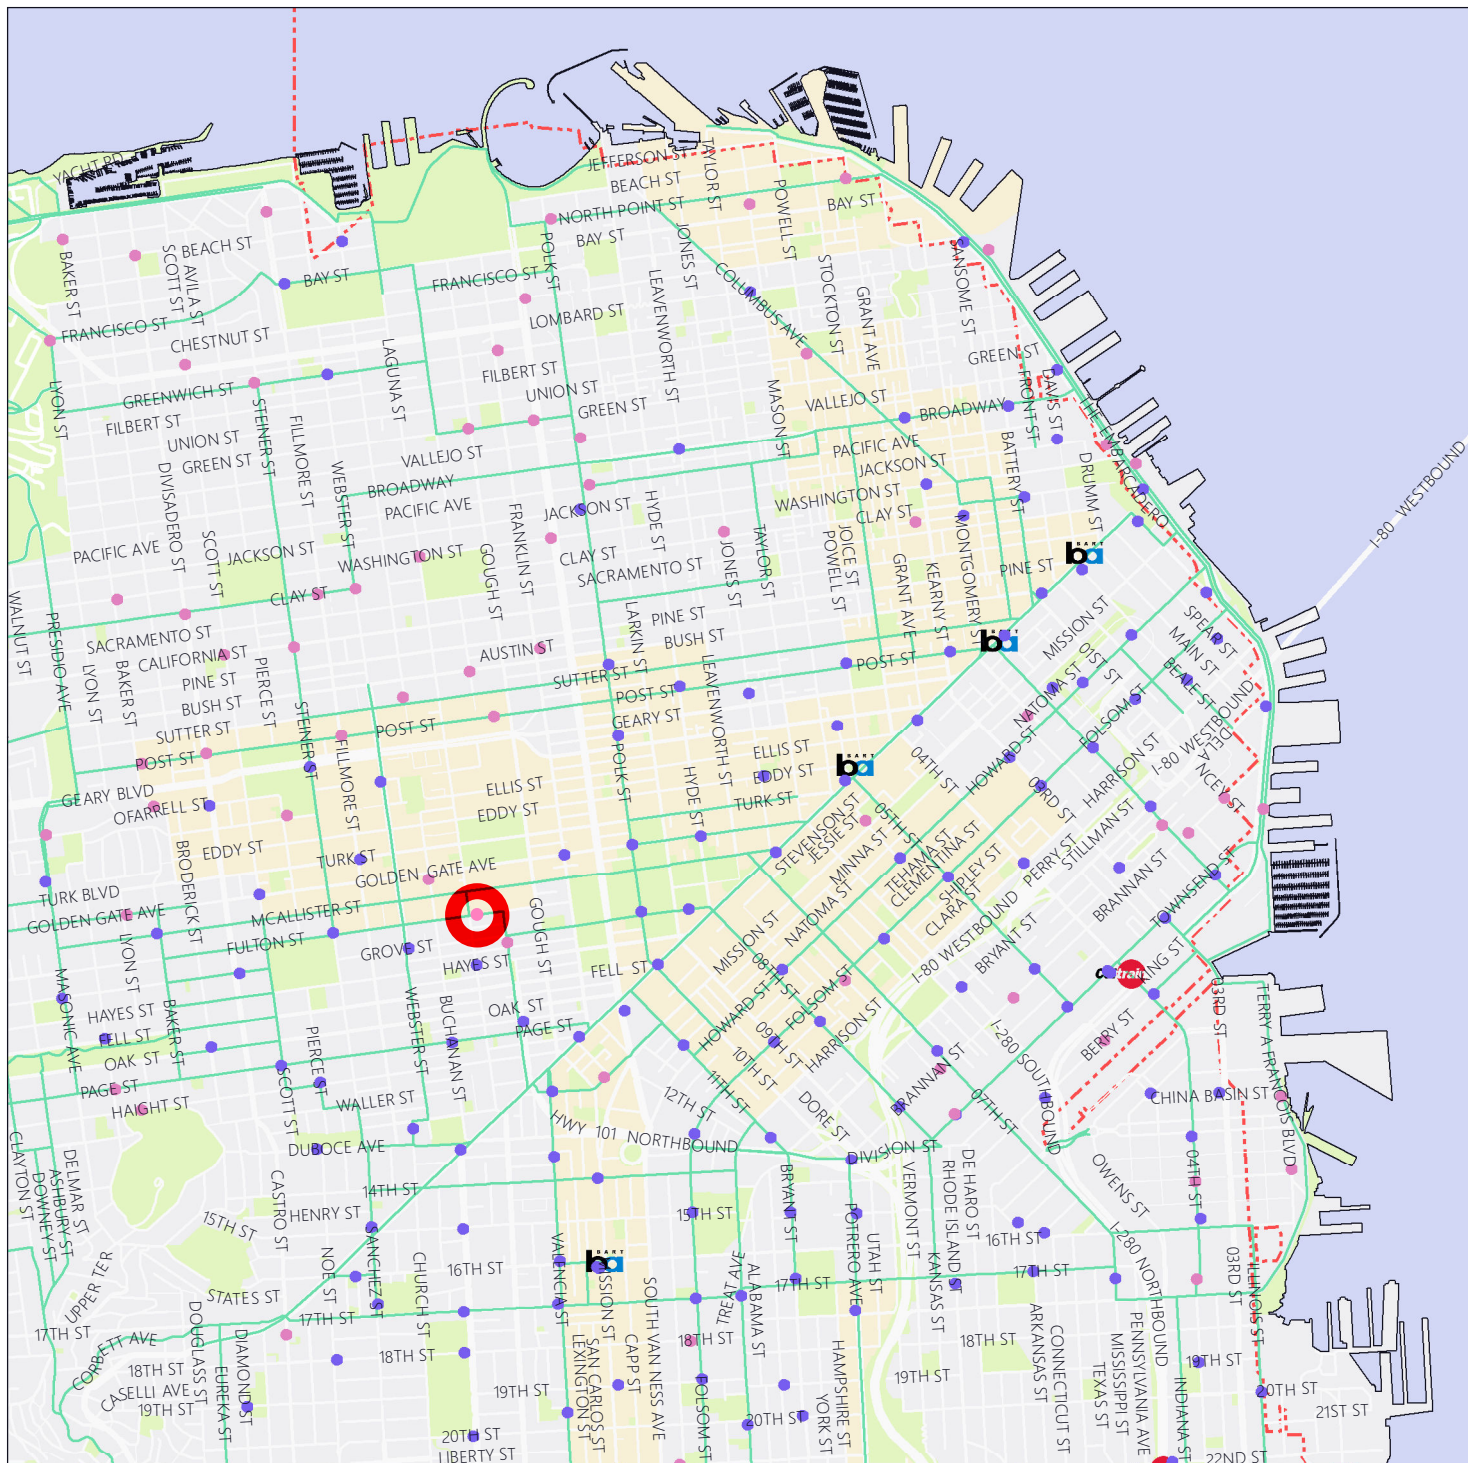 YACHT RD
JEFFERSON ST
TAYLOR ST
BEACH ST
NORTH POINT ST
BAY ST
POWELL ST
BAY ST
JONES ST
BEACH ST
SCOTT ST
AVILA ST
BAKER ST
BAY ST
FRANCISCO ST
POLK ST
LEAVENWORTH ST
COLUMBUS AVE
STOCKTON ST
GRANT AVE
SANSOME ST
FRANCISCO ST
CHESTNUT ST
LOMBARD ST
LAGUNA ST
FILBERT ST
UNION ST
GREEN ST
MASON ST
GREEN ST
FRONT ST
DAVIS ST
THE EMBARCADERO
LYON ST
GREENWICH ST
FILBERT ST
UNION ST
GREEN ST
STEINER ST
FILLMORE ST
WEBSTER ST
DIVISADERO ST
VALLEJO ST
BROADWAY
PACIFIC AVE
VALLEJO ST
BROADWAY
PACIFIC AVE
JACKSON ST
WASHINGTON ST
CLAY ST
BATTERY ST
DRUMM ST
I-80 WESTBOUND
PACIFIC AVE
SCOTT ST
JACKSON ST
WASHINGTON ST
GOUGH ST
FRANKLIN ST
JACKSON ST
HYDE ST
CLAY ST
SACRAMENTO ST
JONES ST
TAYLOR ST
JOICE ST
POWELL ST
GRANT AVE
KEARNY ST
MONTGOMERY ST
PINE ST
BART
ba
WALNUT ST
PRESIDIO AVE
CLAY ST
SACRAMENTO ST
CALIFORNIA ST
PINE ST
BUSH ST
SUTTER ST
POST ST
LYON ST
BAKER ST
PIERCE ST
STEINER ST
AUSTIN ST
LARKIN ST
PINE ST
BUSH ST
SUTTER ST
POST ST
GEARY ST
LEAVENWORTH ST
POST ST
BART
ba
MISSION ST
01ST ST
NATOMA ST
SPEAR ST
MAIN ST
BEALE ST
FOLSOM ST
HOWARD ST
HARRISON ST
I-80 WESTBOUND
DELA
NCEY ST
POST ST
POLK ST
ELLIS ST
EDDY ST
BART
ba
04TH ST
03RD ST
GEARY BLVD
OFARRELL ST
FILLMORE ST
ELLIS ST
EDDY ST
HYDE ST
TURK ST
STEVENSON ST
JESSIE ST
05TH ST
MINNA ST
TEHAMA ST
CLEMENTINA ST
PERRY ST
STILLMAN ST
EDDY ST
TURK ST
GOLDEN GATE AVE
BRODERICK ST
TURK BLVD
GOLDEN GATE AVE
MCALLISTER ST
FULTON ST
GROVE ST
HAYES ST
GOUGH ST
FELL ST
MISSION ST
NATOMA ST
SHIPLEY ST
CLARA ST
I-80 WESTBOUND
BRYANT ST
BRANNAN ST
TOWNSEND ST
KING ST
LYON ST
MASONIC AVE
HAYES ST
FELL ST
OAK ST
PAGE ST
HAIGHT ST
BAKER ST
SCOTT ST
PIERCE ST
WEBSTER ST
BUCHANAN ST
OAK ST
PAGE ST
WALLER ST
DUBOCE AVE
08TH ST
HOWARD ST
FOLSOM ST
09TH ST
HARRISON ST
10TH ST
11TH ST
12TH ST
DORE ST
BRANNAN ST
07TH ST
I-280 SOUTHBOUND
BERRY ST
03RD ST
TERRY A FRANCOIS BLVD
CHINA BASIN ST
HWY 101 NORTHBOUND
DIVISION ST
CLAYTON ST
DOWNEY ST
ASHBURY ST
DELMAR ST
14TH ST
HENRY ST
15TH ST
CASTRO ST
NOE ST
SANCHEZ ST
CHURCH ST
16TH ST
VALENCIA ST
BART
ba
MISSION ST
15TH ST
BRYANT ST
POTRERO AVE
UTAH ST
VERMONT ST
KANSAS ST
RHODE ISLAND ST
DE HARO ST
16TH ST
17TH ST
OWENS ST
04TH ST
I-280 NORTHBOUND
03RD ST
ILLINOIS ST
UPPER TER
17TH ST
CORBETT AVE
STATES ST
17TH ST
18TH ST
CASELLI AVE
19TH ST
DOUGLASS ST
EUREKA ST
DIAMOND ST
18TH ST
19TH ST
20TH ST
LIBERTY ST
LEXINGTON ST
SAN CARLOS ST
CAPP ST
SOUTH VAN NESS AVE
FOLSOM ST
TREAT AVE
ALABAMA ST
17TH ST
18TH ST
20TH ST
YORK ST
HAMPSHIRE ST
19TH ST
18TH ST
ARKANSAS ST
CONNECTICUT ST
TEXAS ST
MISSISSIPPI ST
PENNSYLVANIA AVE
INDIANA ST
19TH ST
20TH ST
21ST ST
22ND ST